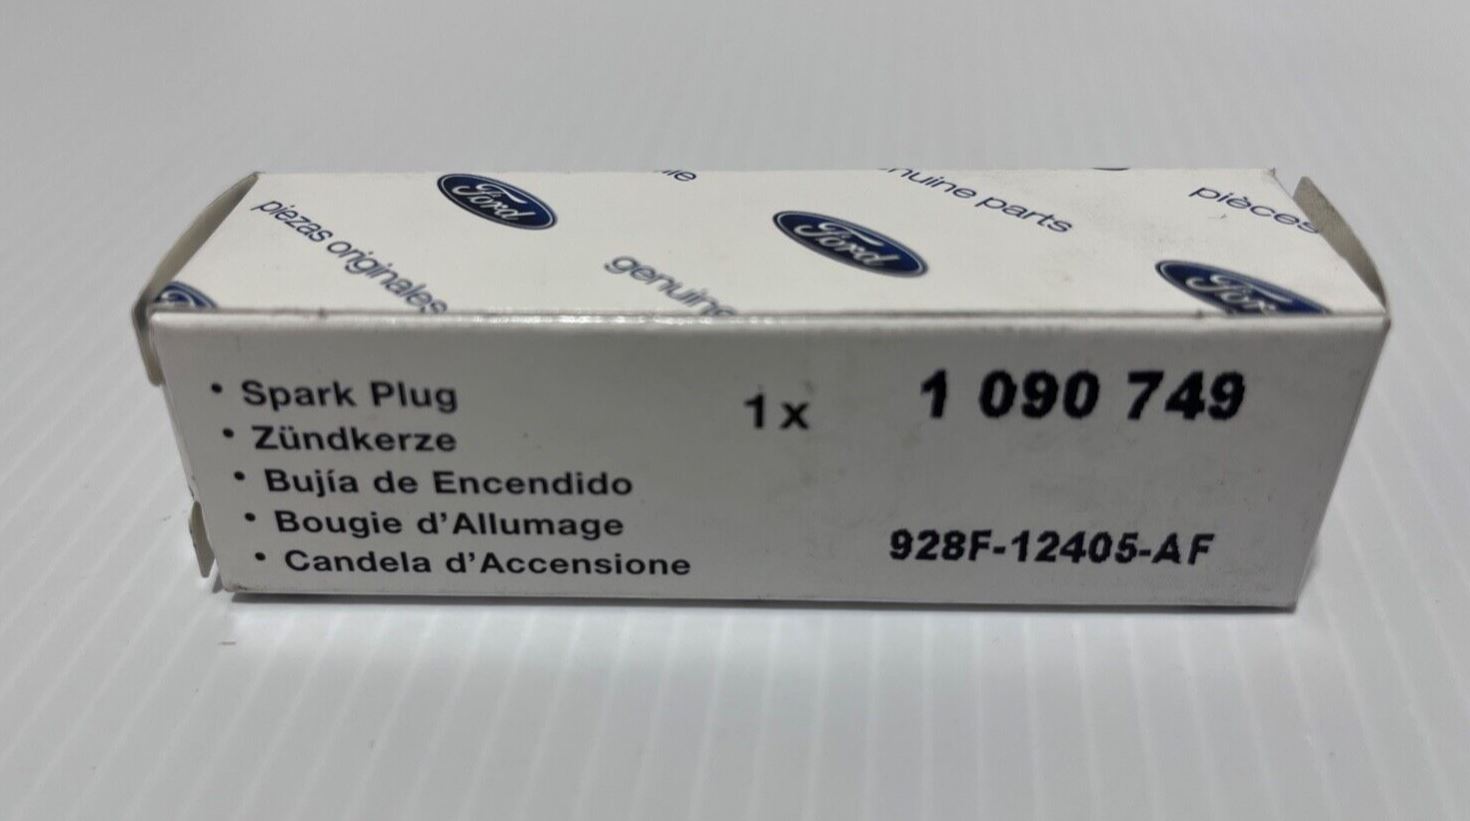 Ford
piezas originales
Ford
genuine
nuine parts
pièces
Ford
• Spark Plug
• Zündkerze
• Bujía de Encendido
• Bougie d'Allumage
• Candela d'Accensione
1x
1 090 749
928F-12405-AF